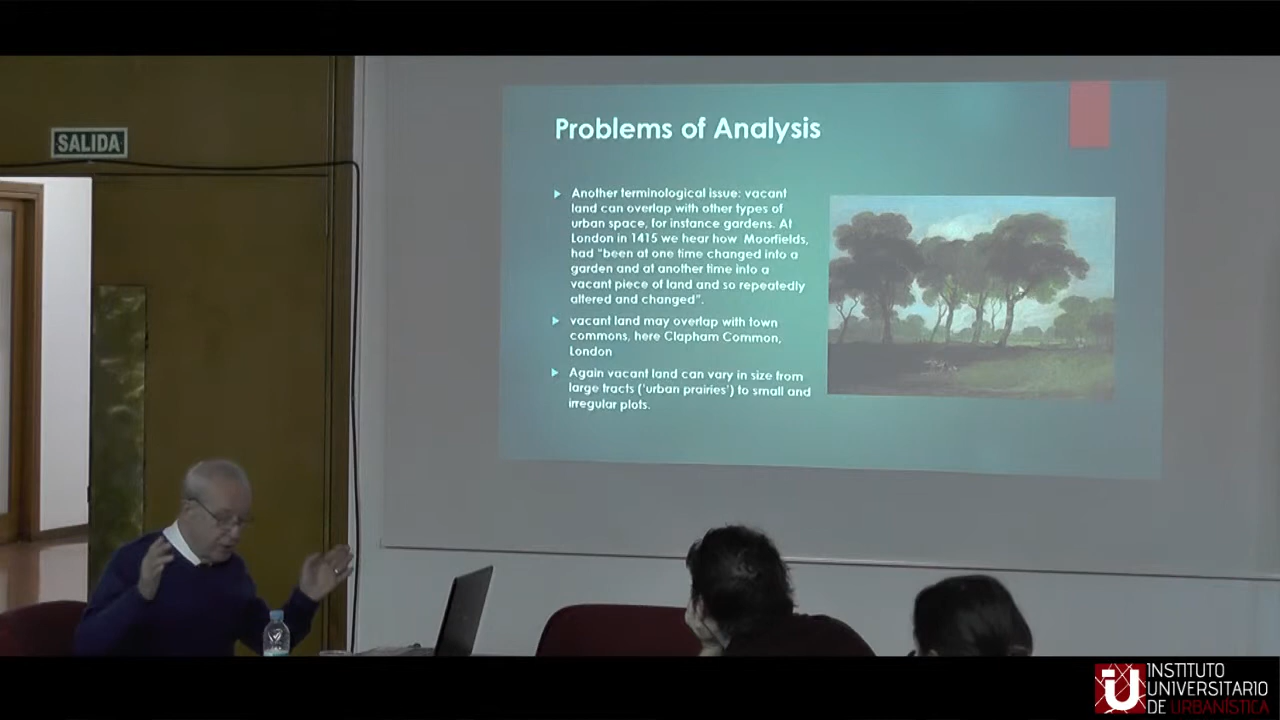 SALIDA
Problems of Analysis
Another terminological issue: vacant
land can overlap with other types of
urban space, for instance gardens. At
London in 1415 we hear how Moorfields,
had "been at one time changed into a
garden and at another time into a
vacant piece of land and so repeatedly
altered and changed".
vacant land may overlap with town
commons, here Clapham Common,
London
Again vacant land can vary in size from
large tracts ('urban prairies') to small and
irregular plots.
IU
INSTITUTO
UNIVERSITARIO
DE URBANÍSTICA